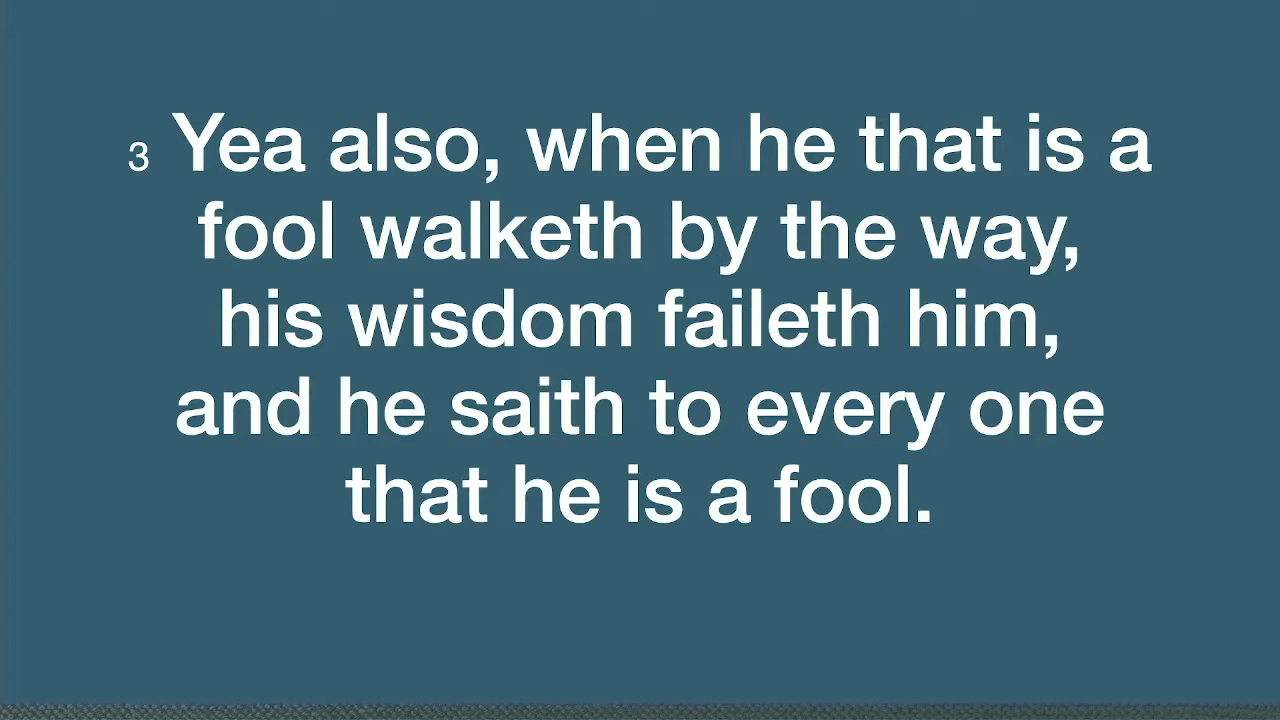 3 Yea also, when he that is a
fool walketh by the way,
his wisdom faileth him,
and he saith to every one
that he is a fool.